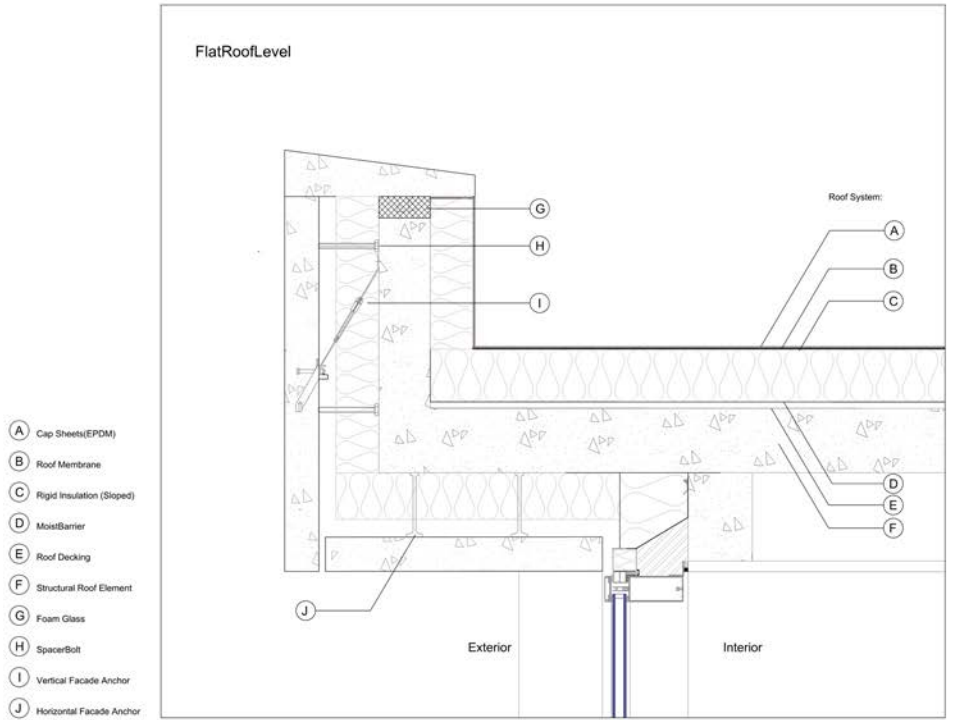 FlatRoofLevel
Roof System:
A
B
C
G
H
I
D
E
F
J
Exterior
Interior
A Cap Sheets(EPDM)
B Roof Membrane
C Rigid Insulation (Sloped)
D MoistBarrier
E Roof Decking
F Structural Roof Element
G Foam Glass
H SpacerBolt
I Vertical Facade Anchor
J Horizontal Facade Anchor